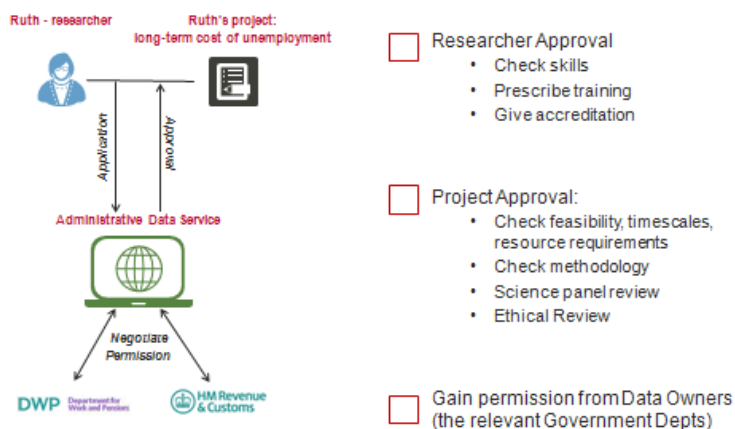 Ruth - researcher
Ruth's project:
long-term cost of unemployment
Application
Approval
Administrative Data Service
Negotiate
Permission
DWP Department for
Work and Pensions
HM Revenue
& Customs
Researcher Approval
• Check skills
• Prescribe training
• Give accreditation
Project Approval:
• Check feasibility, timescales,
resource requirements
• Check methodology
• Science panel review
• Ethical Review
Gain permission from Data Owners
(the relevant Government Depts)